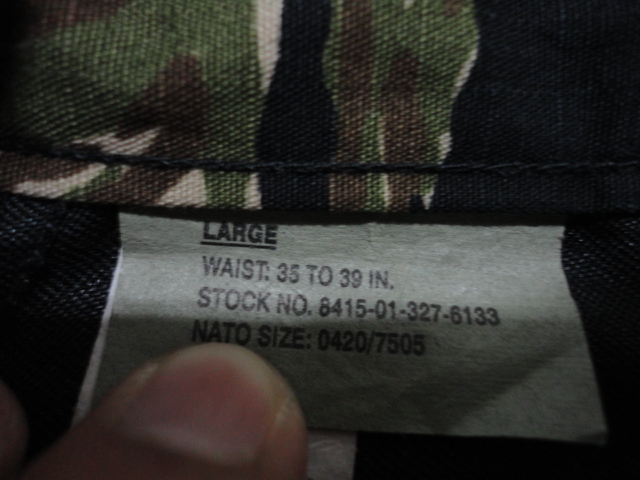 LARGE
WAIST: 35 TO 39 IN.
STOCK NO. 8415-01-327-6133
NATO SIZE: 0420/7505